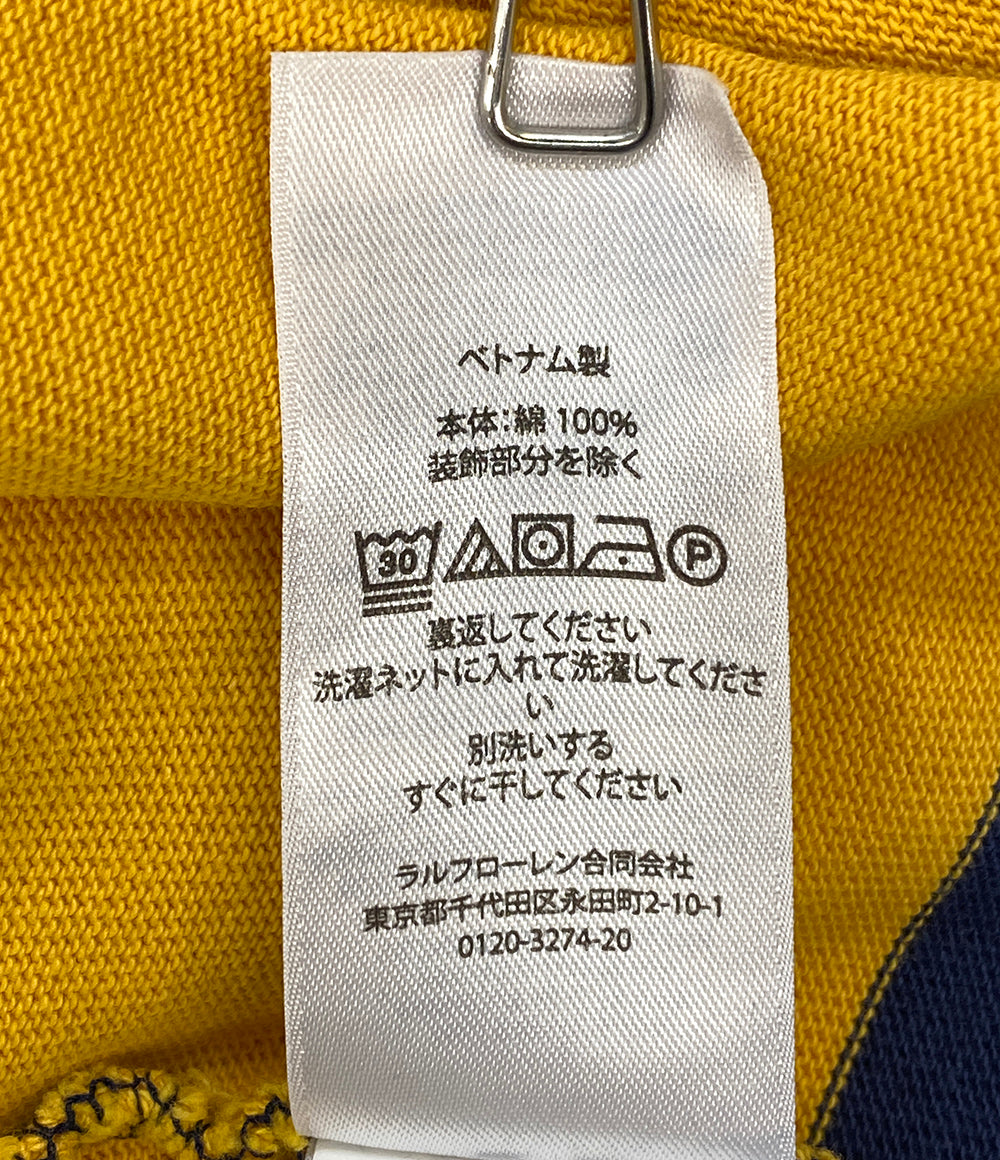 ベトナム製
本体：綿 100%
装飾部分を除く
30
P
裏返してください
洗濯ネットに入れて洗濯してくださ
い
別洗いする
すぐに干してください
ラルフローレン合同会社
東京都千代田区永田町2-10-1
0120-3274-20